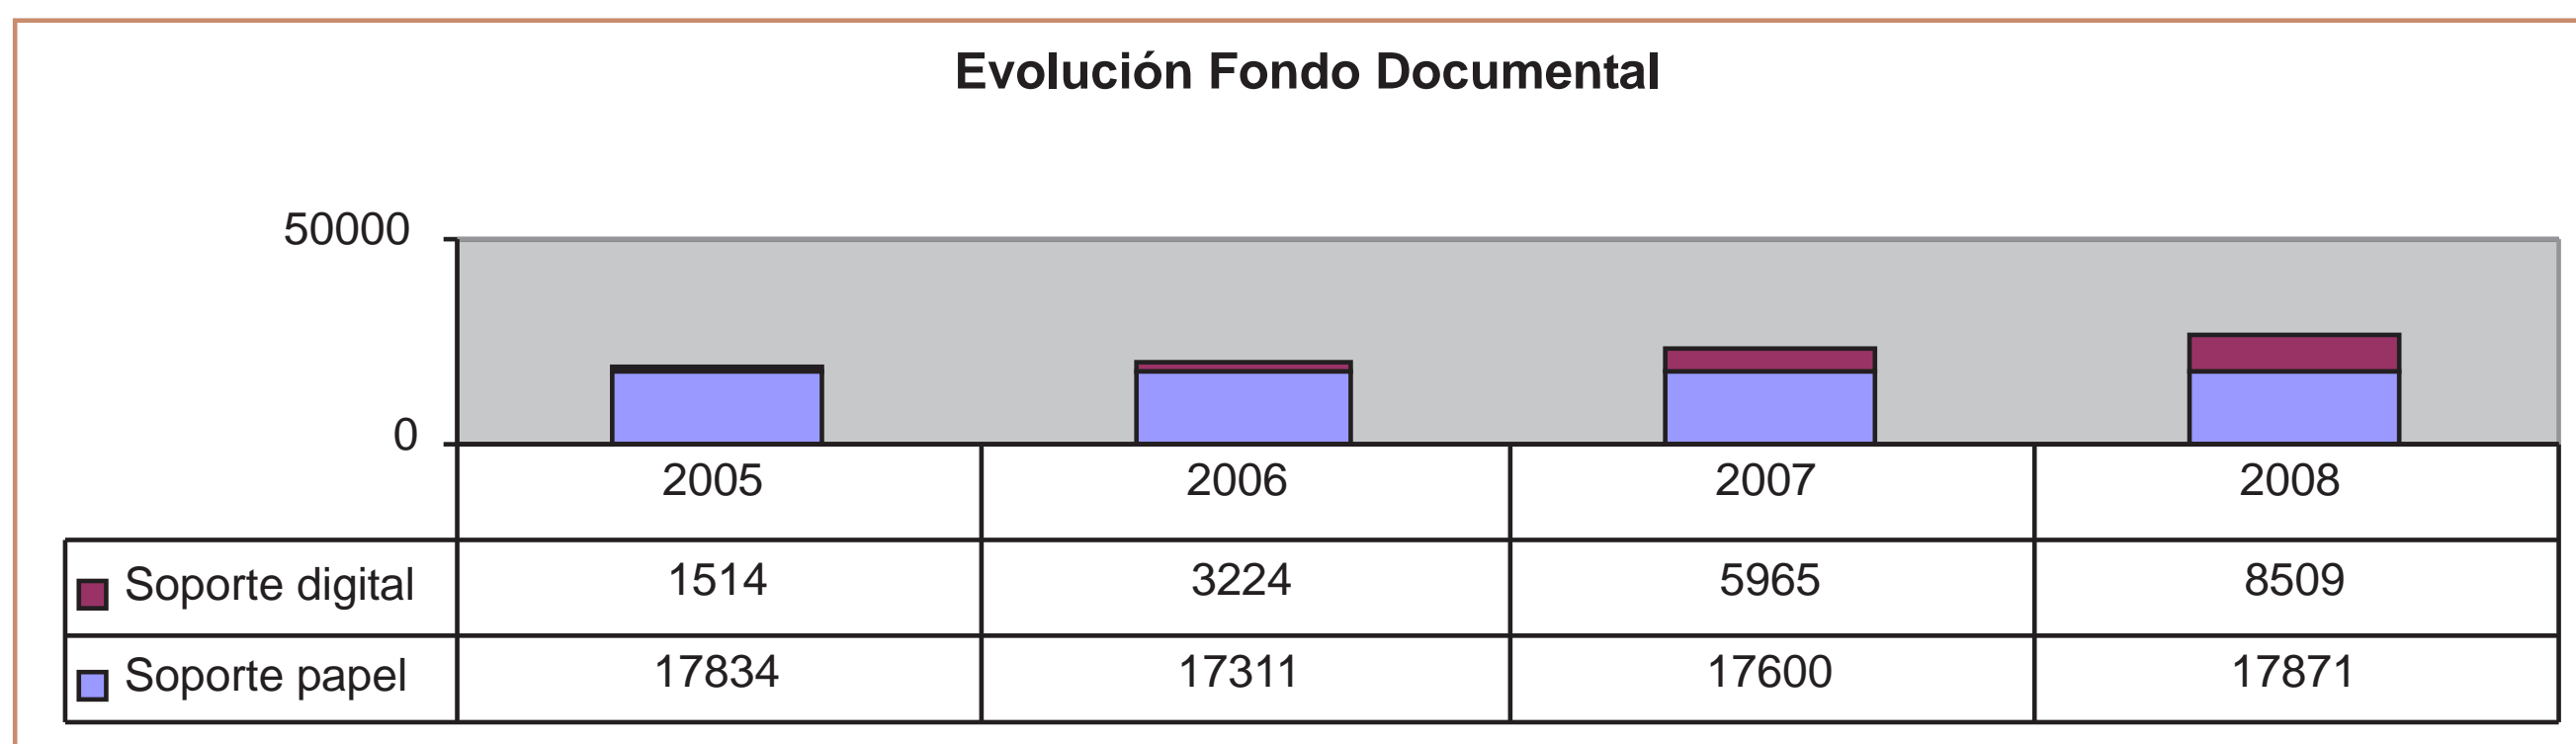 Evolución Fondo Documental
50000
0
2005 2006 2007 2008
Soporte digital 1514 3224 5965 8509
Soporte papel 17834 17311 17600 17871